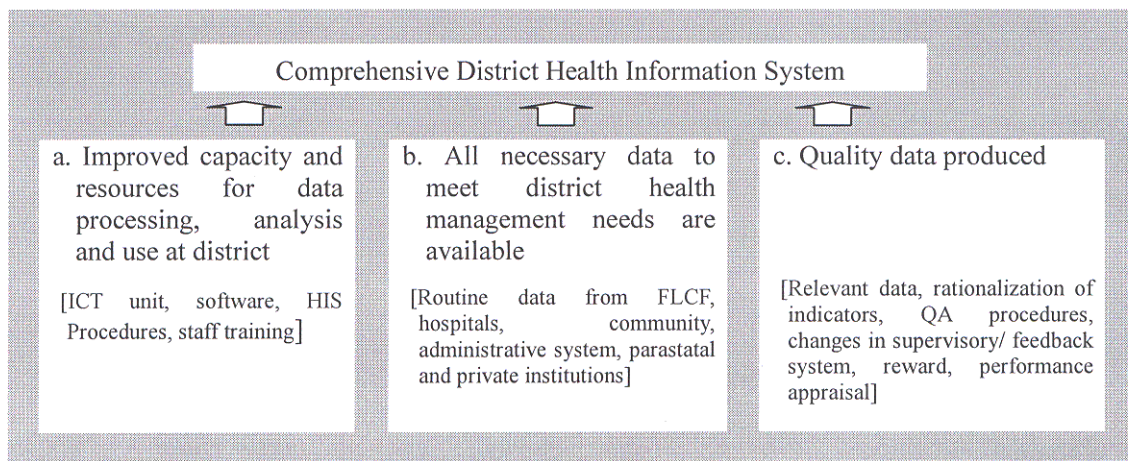 Comprehensive District Health Information System
a. Improved capacity and
resources for data
processing, analysis
and use at district
[ICT unit, software, HIS
Procedures, staff training]
b. All necessary data to
meet district health
management needs are
available
[Routine data from FLCF,
hospitals, community,
administrative system, parastatal
and private institutions]
c. Quality data produced
[Relevant data, rationalization of
indicators, QA procedures,
changes in supervisory/ feedback
system, reward, performance
appraisal]